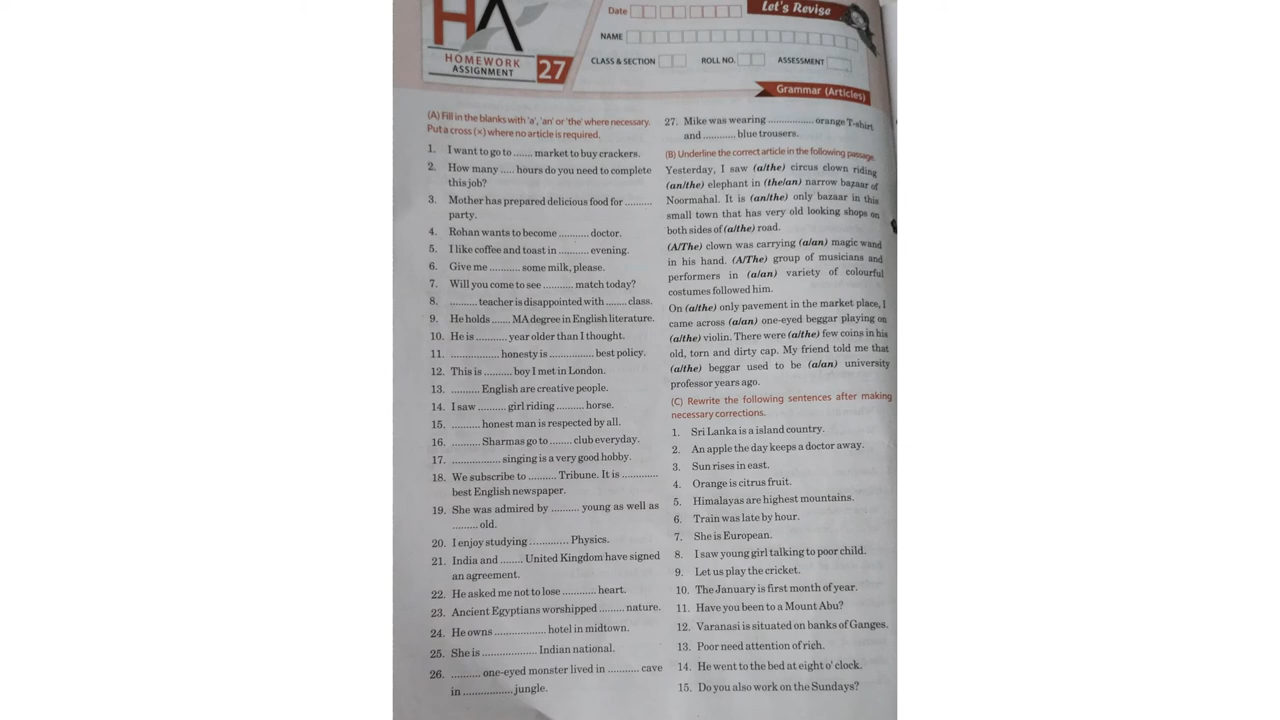 HA
HOMEWORK
ASSIGNMENT 27
Date
Let's Revise
NAME
CLASS & SECTION ROLL NO. ASSESSMENT
Grammar (Articles)
(A) Fill in the blanks with 'a', 'an' or 'the' where necessary.
Put a cross (×) where no article is required.
1. I want to go to ....... market to buy crackers.
2. How many ..... hours do you need to complete
this job?
3. Mother has prepared delicious food for .........
party.
4. Rohan wants to become .......... doctor.
5. I like coffee and toast in .......... evening.
6. Give me .......... some milk, please.
7. Will you come to see .......... match today?
8. ......... teacher is disappointed with ....... class.
9. He holds ...... MA degree in English literature.
10. He is .......... year older than I thought.
11. ................ honesty is ............... best policy.
12. This is ......... boy I met in London.
13. .......... English are creative people.
14. I saw ......... girl riding ......... horse.
15. .......... honest man is respected by all.
16. .......... Sharmas go to ........ club everyday.
17. ................. singing is a very good hobby.
18. We subscribe to ......... Tribune. It is ............
best English newspaper.
19. She was admired by ......... young as well as
......... old.
20. I enjoy studying ............. Physics.
21. India and ........ United Kingdom have signed
an agreement.
22. He asked me not to lose ............ heart.
23. Ancient Egyptians worshipped ......... nature.
24. He owns .................. hotel in midtown.
25. She is ................... Indian national.
26. .......... one-eyed monster lived in .......... cave
in ................. jungle.
27. Mike was wearing ................ orange T-shirt
and ............ blue trousers.
(B) Underline the correct article in the following passage.
Yesterday, I saw (a/the) circus clown riding
(an/the) elephant in (the/an) narrow bazaar of
Noormahal. It is (an/the) only bazaar in this
small town that has very old looking shops on
both sides of (a/the) road.
(A/The) clown was carrying (a/an) magic wand
in his hand. (A/The) group of musicians and
performers in (a/an) variety of colourful
costumes followed him.
On (a/the) only pavement in the market place, I
came across (a/an) one-eyed beggar playing on
(a/the) violin. There were (a/the) few coins in his
old, torn and dirty cap. My friend told me that
(a/the) beggar used to be (a/an) university
professor years ago.
(C) Rewrite the following sentences after making
necessary corrections.
1. Sri Lanka is a island country.
2. An apple the day keeps a doctor away.
3. Sun rises in east.
4. Orange is citrus fruit.
5. Himalayas are highest mountains.
6. Train was late by hour.
7. She is European.
8. I saw young girl talking to poor child.
9. Let us play the cricket.
10. The January is first month of year.
11. Have you been to a Mount Abu?
12. Varanasi is situated on banks of Ganges.
13. Poor need attention of rich.
14. He went to the bed at eight o' clock.
15. Do you also work on the Sundays?